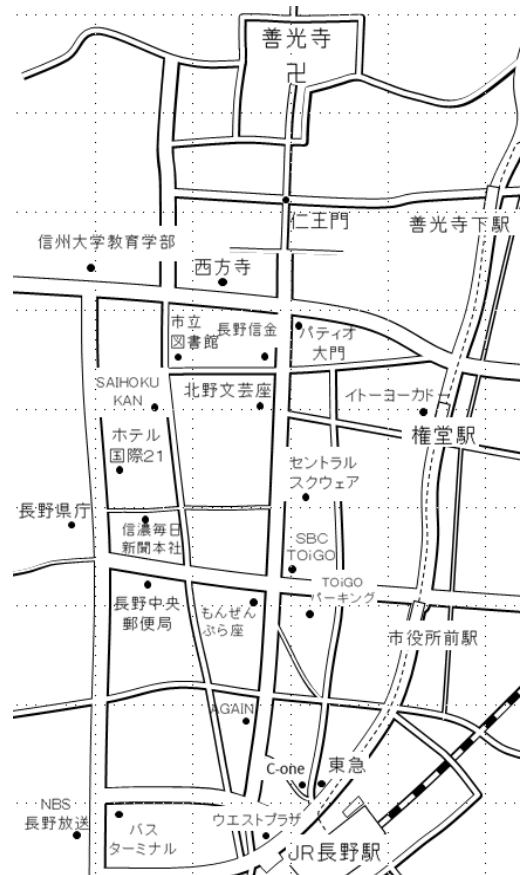 善光寺
卍
仁王門
善光寺下駅
信州大学教育学部
西方寺
市立
図書館
長野信金
パティオ
大門
SAIHOKU
KAN
北野文芸座
イトーヨーカドー
権堂駅
ホテル
国際21
セントラル
スクウェア
長野県庁
信濃毎日
新聞本社
SBC
TOiGO
TOiGO
パーキング
長野中央
郵便局
もんぜん
ぷら座
市役所前駅
AGAIN
C-one
東急
NBS
長野放送
バス
ターミナル
ウエストプラザ
JR長野駅